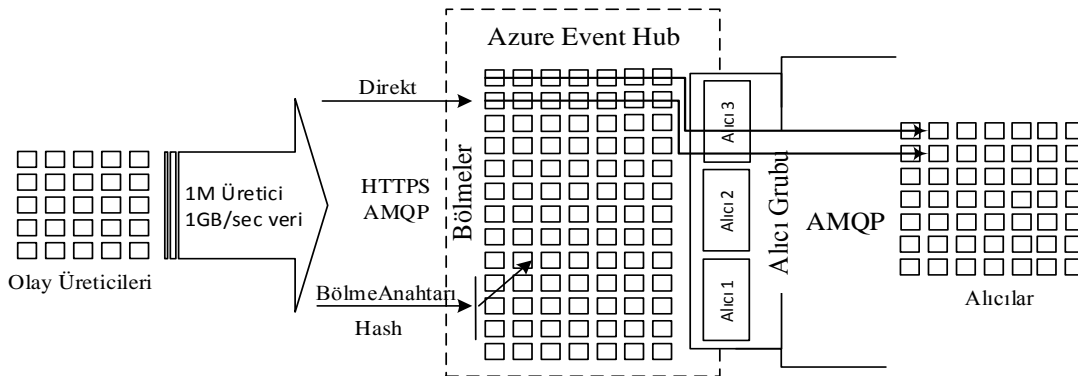 Azure Event Hub
Direkt
1M Üretici
1GB/sec veri
HTTPS
AMQP
Bölmeler
Alıcı 3
Alıcı 2
Alıcı 1
Alıcı Grubu
AMQP
Olay Üreticileri
BölmeAnahtarı
Hash
Alıcılar